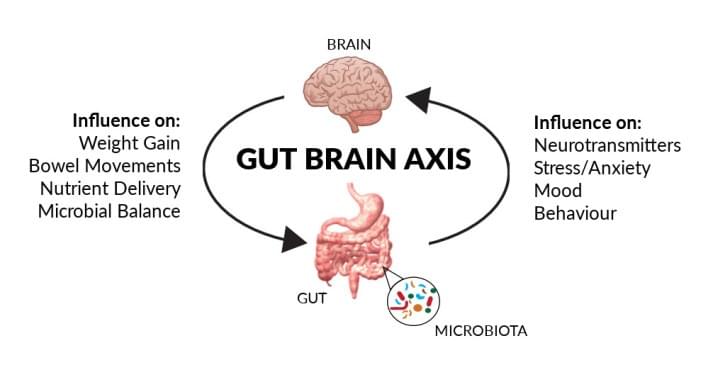 BRAIN
Influence on:
Weight Gain
Bowel Movements
Nutrient Delivery
Microbial Balance
GUT BRAIN AXIS
Influence on:
Neurotransmitters
Stress/Anxiety
Mood
Behaviour
GUT
MICROBIOTA